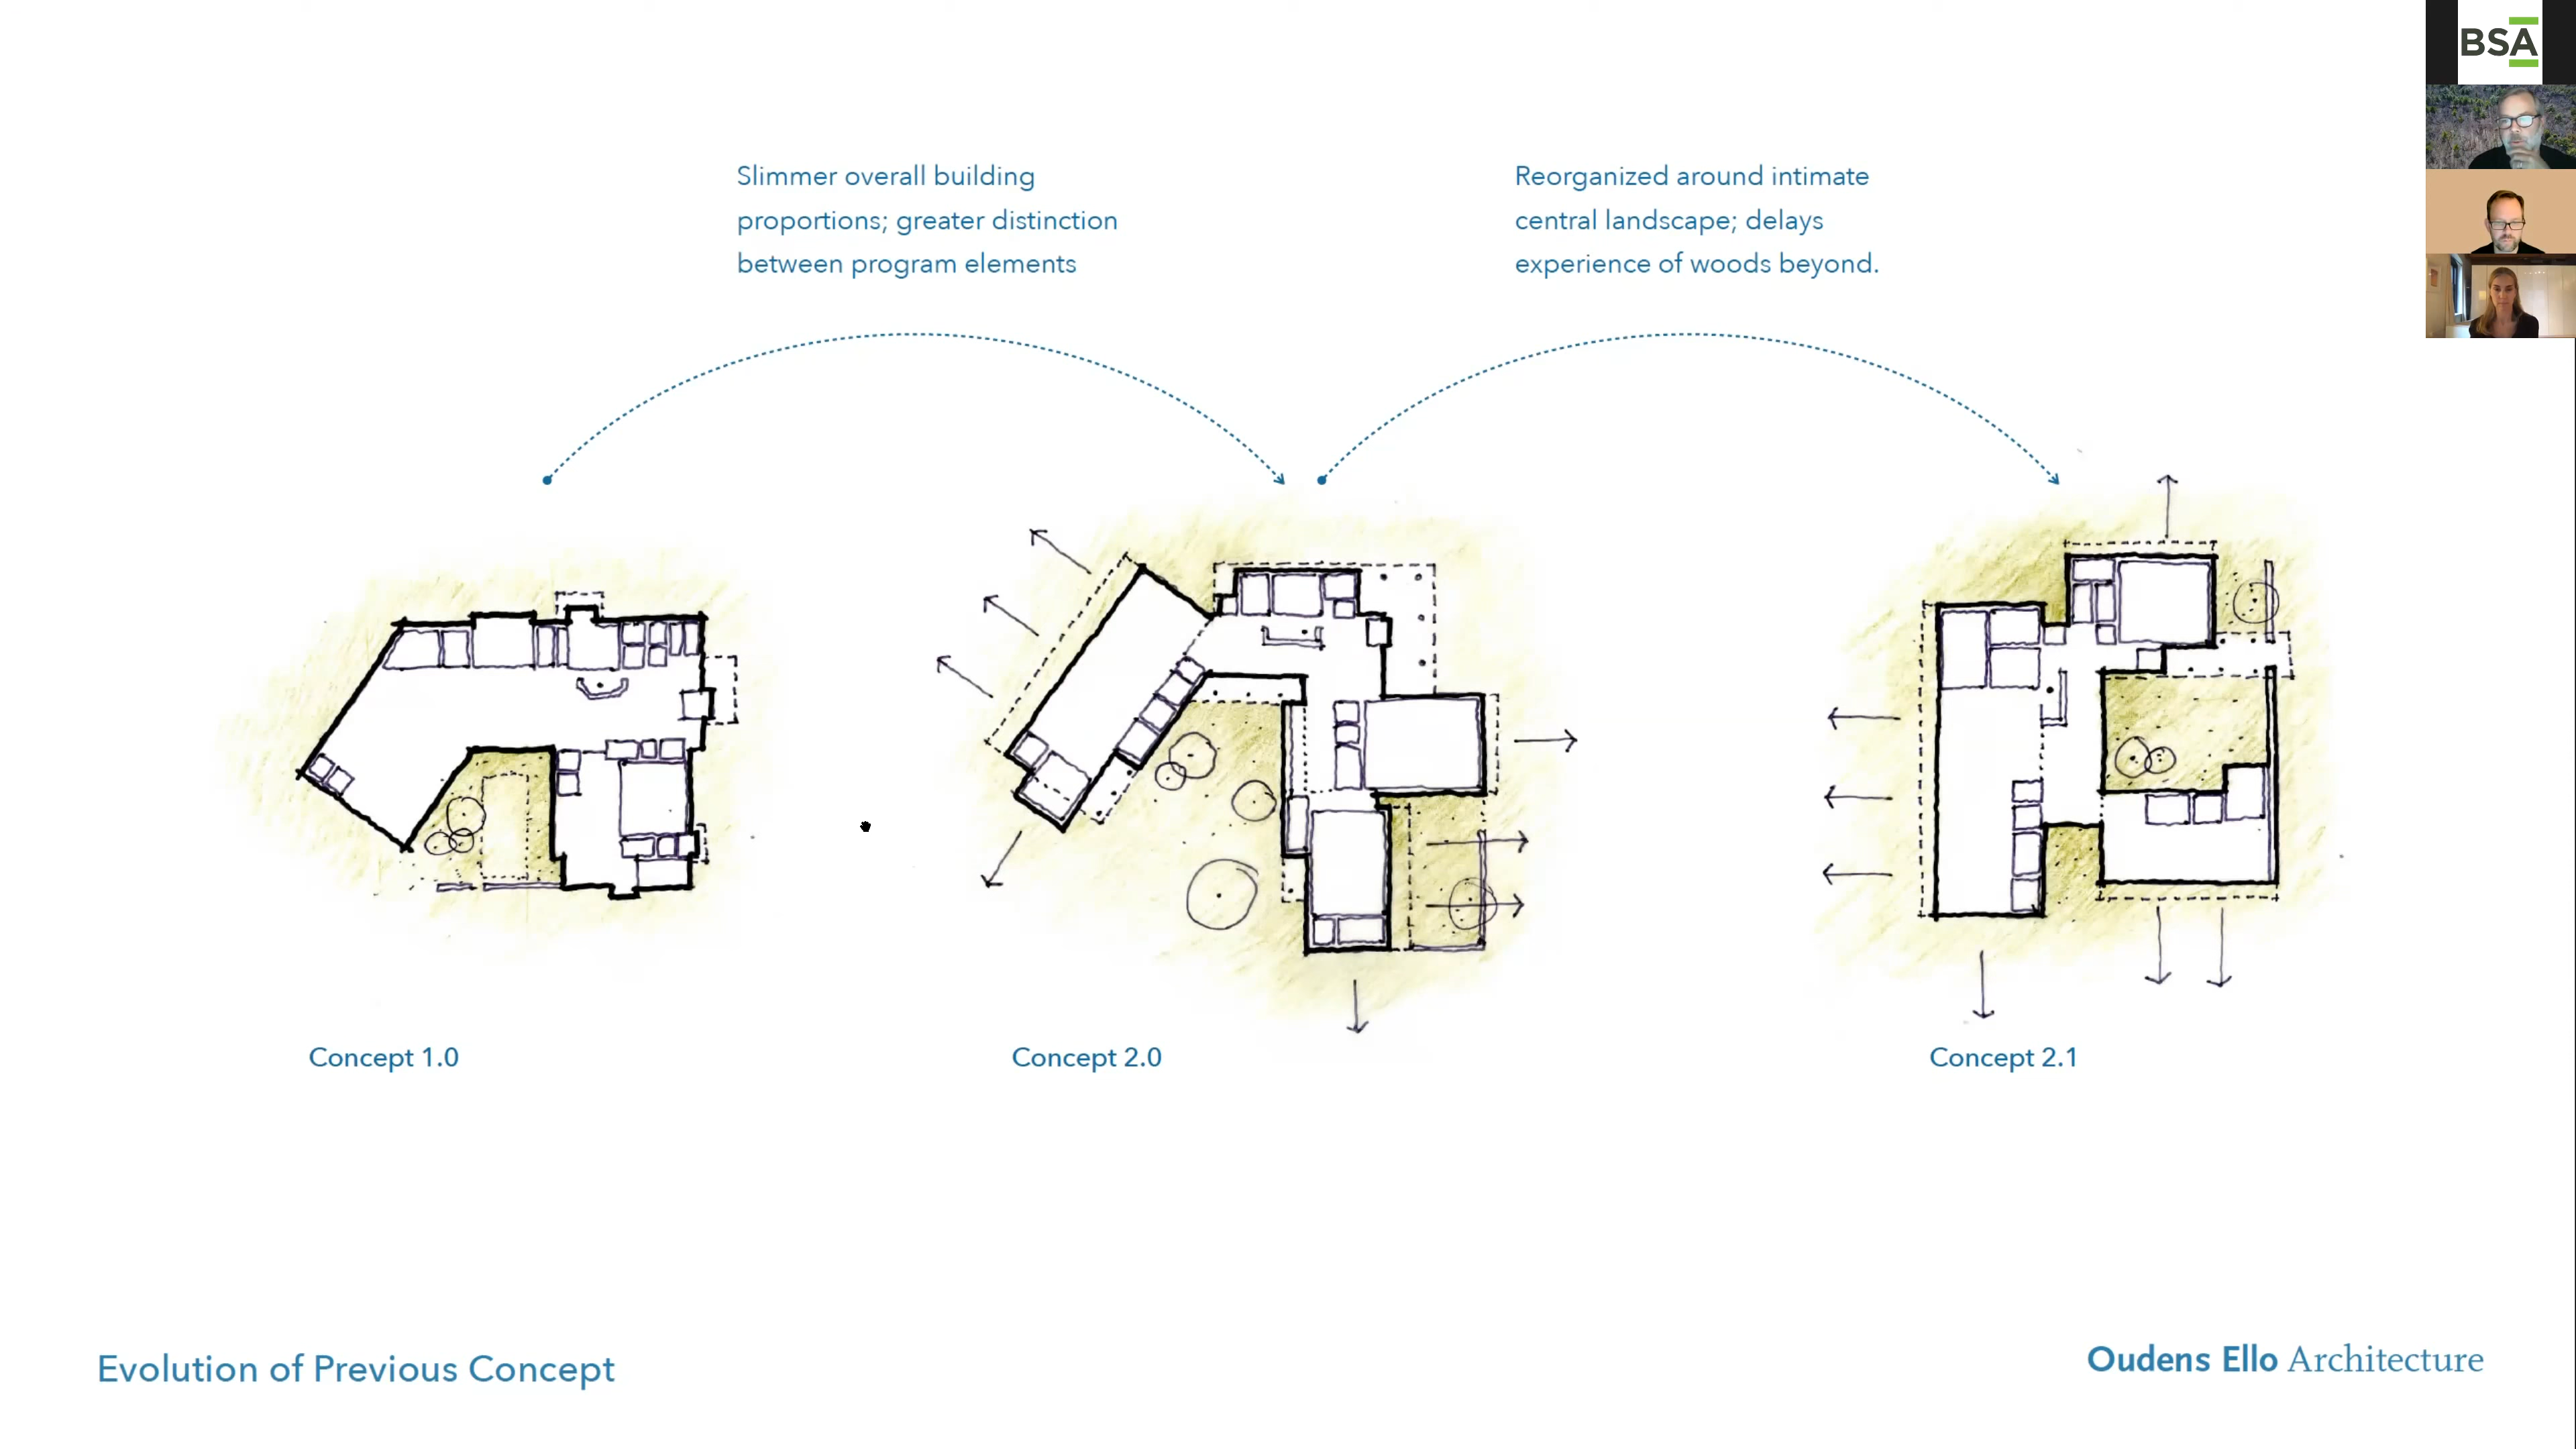 BSA
Slimmer overall building
proportions; greater distinction
between program elements
Reorganized around intimate
central landscape; delays
experience of woods beyond.
Concept 1.0
Concept 2.0
Concept 2.1
Evolution of Previous Concept
Oudens Ello Architecture